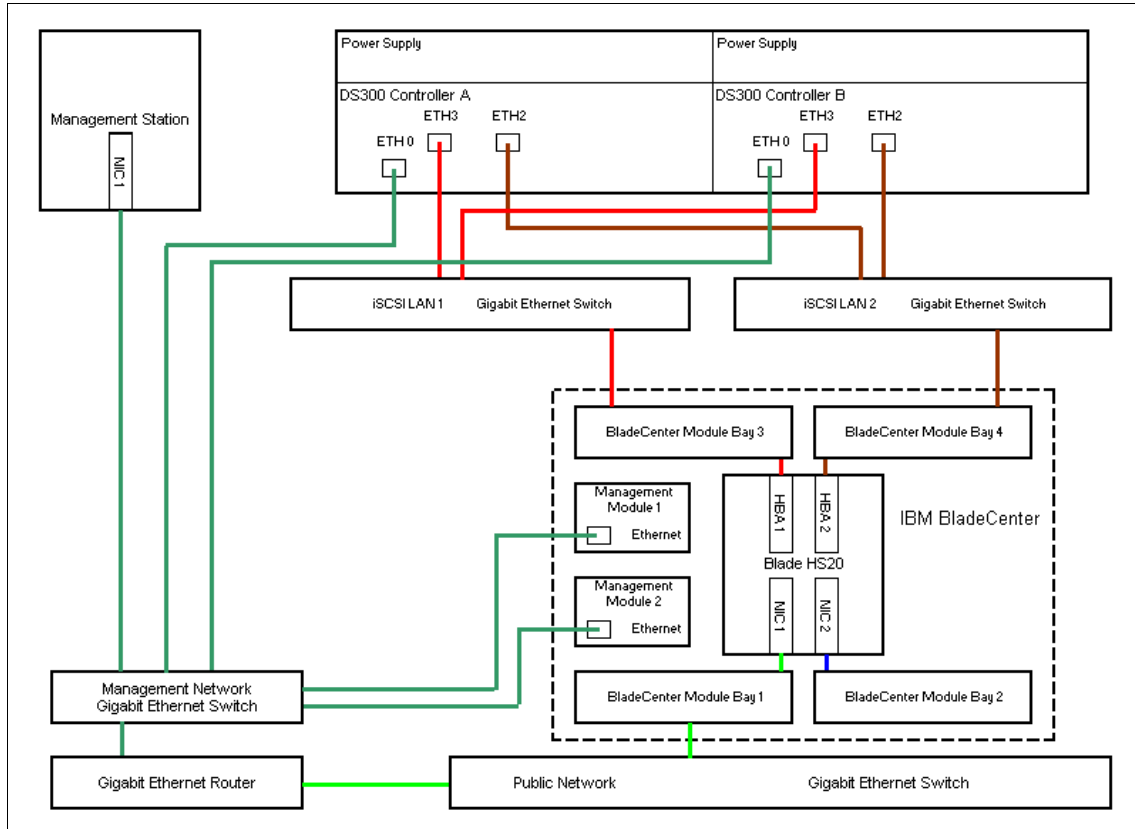 Power Supply
Power Supply
DS300 Controller A
DS300 Controller B
ETH3
ETH2
ETH3
ETH2
Management Station
ETH0
ETH0
NIC 1
iSCSI LAN 1
Gigabit Ethernet Switch
iSCSI LAN 2
Gigabit Ethernet Switch
BladeCenter Module Bay 3
BladeCenter Module Bay 4
Management
Module 1
Ethernet
HBA 1
HBA 2
IBM BladeCenter
Blade HS20
Management
Module 2
Ethernet
NIC 1
NIC 2
Management Network
Gigabit Ethernet Switch
BladeCenter Module Bay 1
BladeCenter Module Bay 2
Gigabit Ethernet Router
Public Network
Gigabit Ethernet Switch